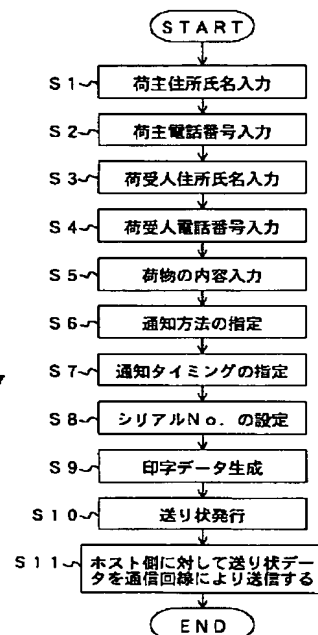 START
S1 荷主住所氏名入力
S2 荷主電話番号入力
S3 荷受人住所氏名入力
S4 荷受人電話番号入力
S5 荷物の内容入力
S6 通知方法の指定
S7 通知タイミングの指定
S8 シリアルNo.の設定
S9 印字データ生成
S10 送り状発行
S11 ホスト側に対して送り状デー
タを通信回線により送信する
END